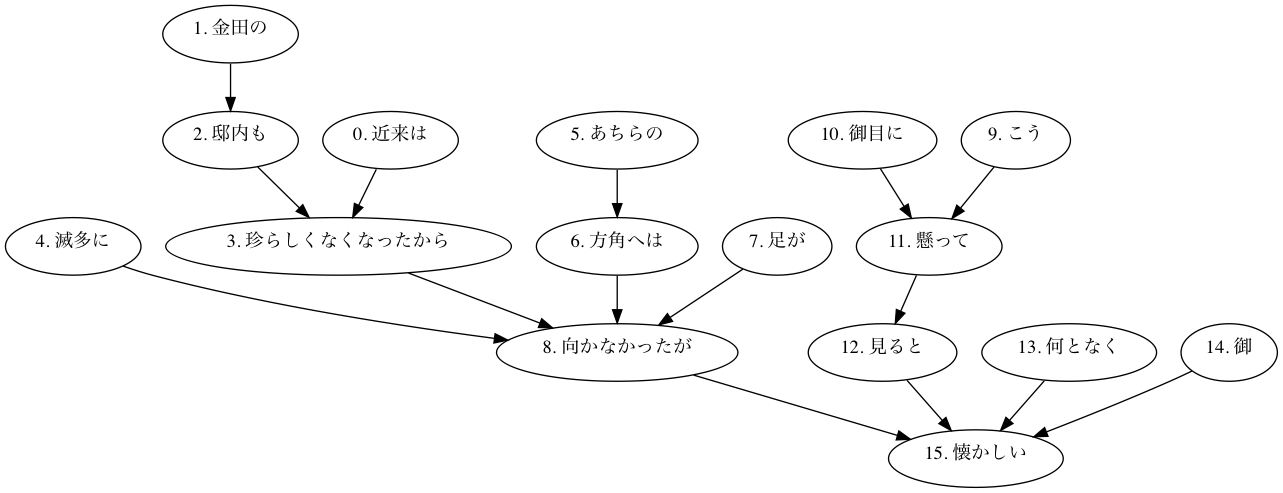 1. 金田の
2. 邸内も
0. 近来は
5. あちらの
10. 御目に
9. こう
4. 滅多に
3. 珍らしくなくなったから
6. 方角へは
7. 足が
11. 懸って
8. 向かなかったが
12. 見ると
13. 何となく
14. 御
15. 懐かしい